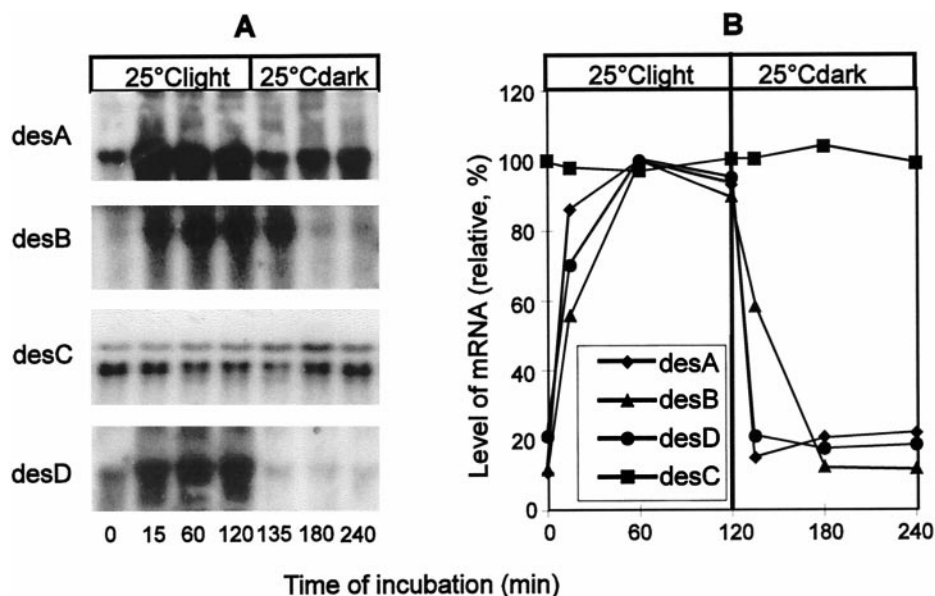 A
25°Clight 25°Cdark
desA
desB
desC
desD
0 15 60 120 135 180 240
B
25°Clight 25°Cdark
Level of mRNA (relative, %)
120
100
80
60
40
20
0
desA
desB
desD
desC
0 60 120 180 240
Time of incubation (min)